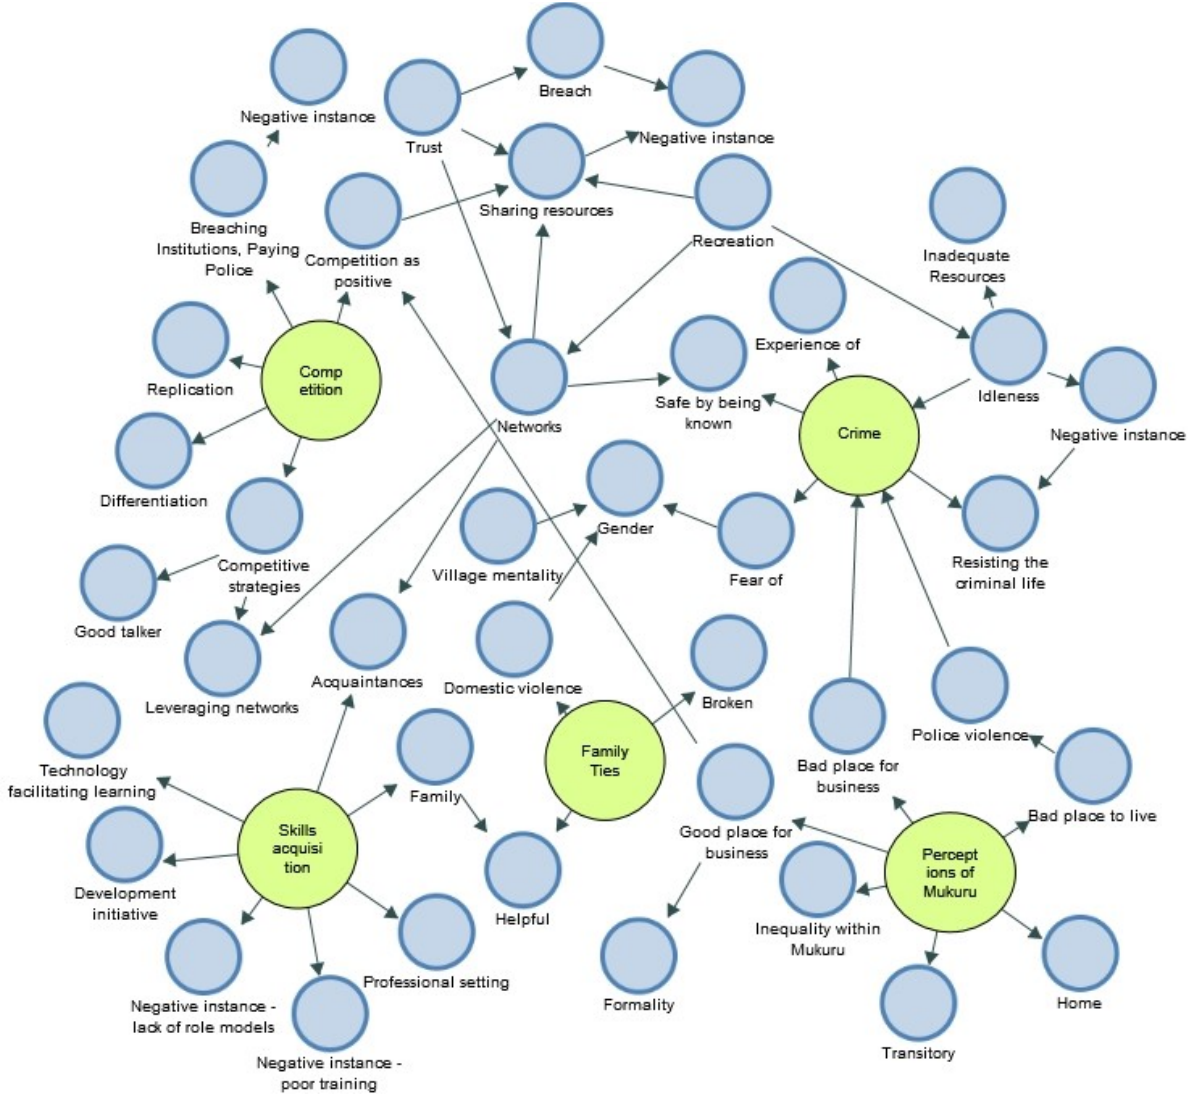 Breach
Negative instance
Trust
Negative instance
Sharing resources
Breaching
Institutions, Paying
Police
Competition as
positive
Recreation
Inadequate
Resources
Experience of
Replication
Comp
etition
Safe by being
known
Idleness
Networks
Crime
Negative instance
Differentiation
Gender
Competitive
strategies
Village mentality
Fear of
Resisting the
criminal life
Good talker
Acquaintances
Domestic violence
Broken
Leveraging networks
Police violence
Family
Ties
Technology
facilitating learning
Family
Bad place for
business
Bad place to live
Good place for
business
Skills
acquisi
tion
Percept
ions of
Mukuru
Development
initiative
Helpful
Inequality within
Mukuru
Professional setting
Formality
Home
Negative instance -
lack of role models
Transitory
Negative instance -
poor training